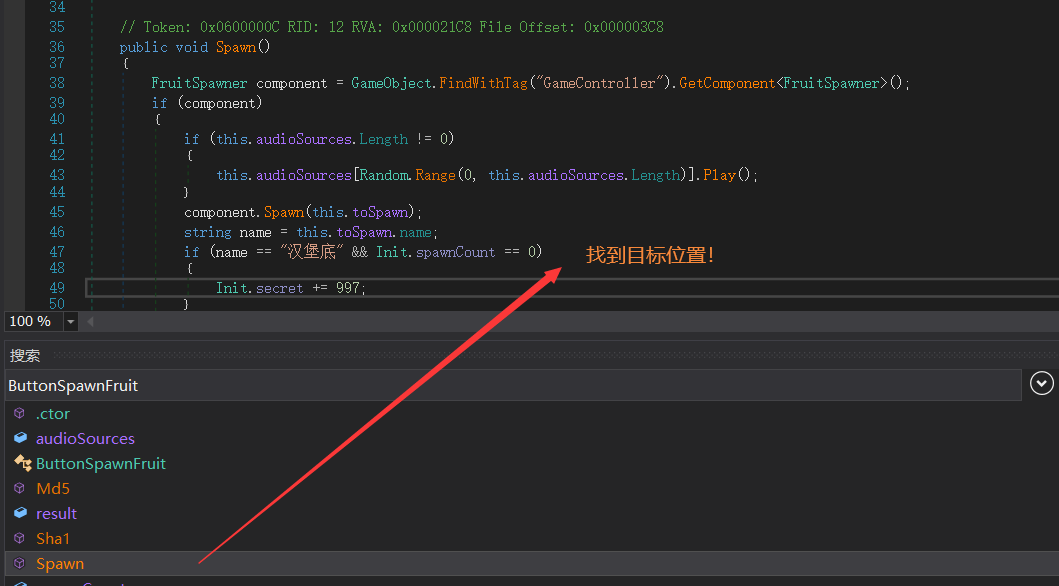 34
35 // Token: 0x0600000C RID: 12 RVA: 0x000021C8 File Offset: 0x000003C8
36 public void Spawn()
37 {
38 FruitSpawner component = GameObject.FindWithTag("GameController").GetComponent<FruitSpawner>();
39 if (component)
40 {
41 if (this.audioSources.Length != 0)
42 {
43 this.audioSources[Random.Range(0, this.audioSources.Length)].Play();
44 }
45 component.Spawn(this.toSpawn);
46 string name = this.toSpawn.name;
47 if (name == "汉堡底" && Init.spawnCount == 0) 找到目标位置!
48 {
49 Init.secret += 997;
50 }
100 %
搜索
ButtonSpawnFruit
.ctor
audioSources
ButtonSpawnFruit
Md5
result
Sha1
Spawn